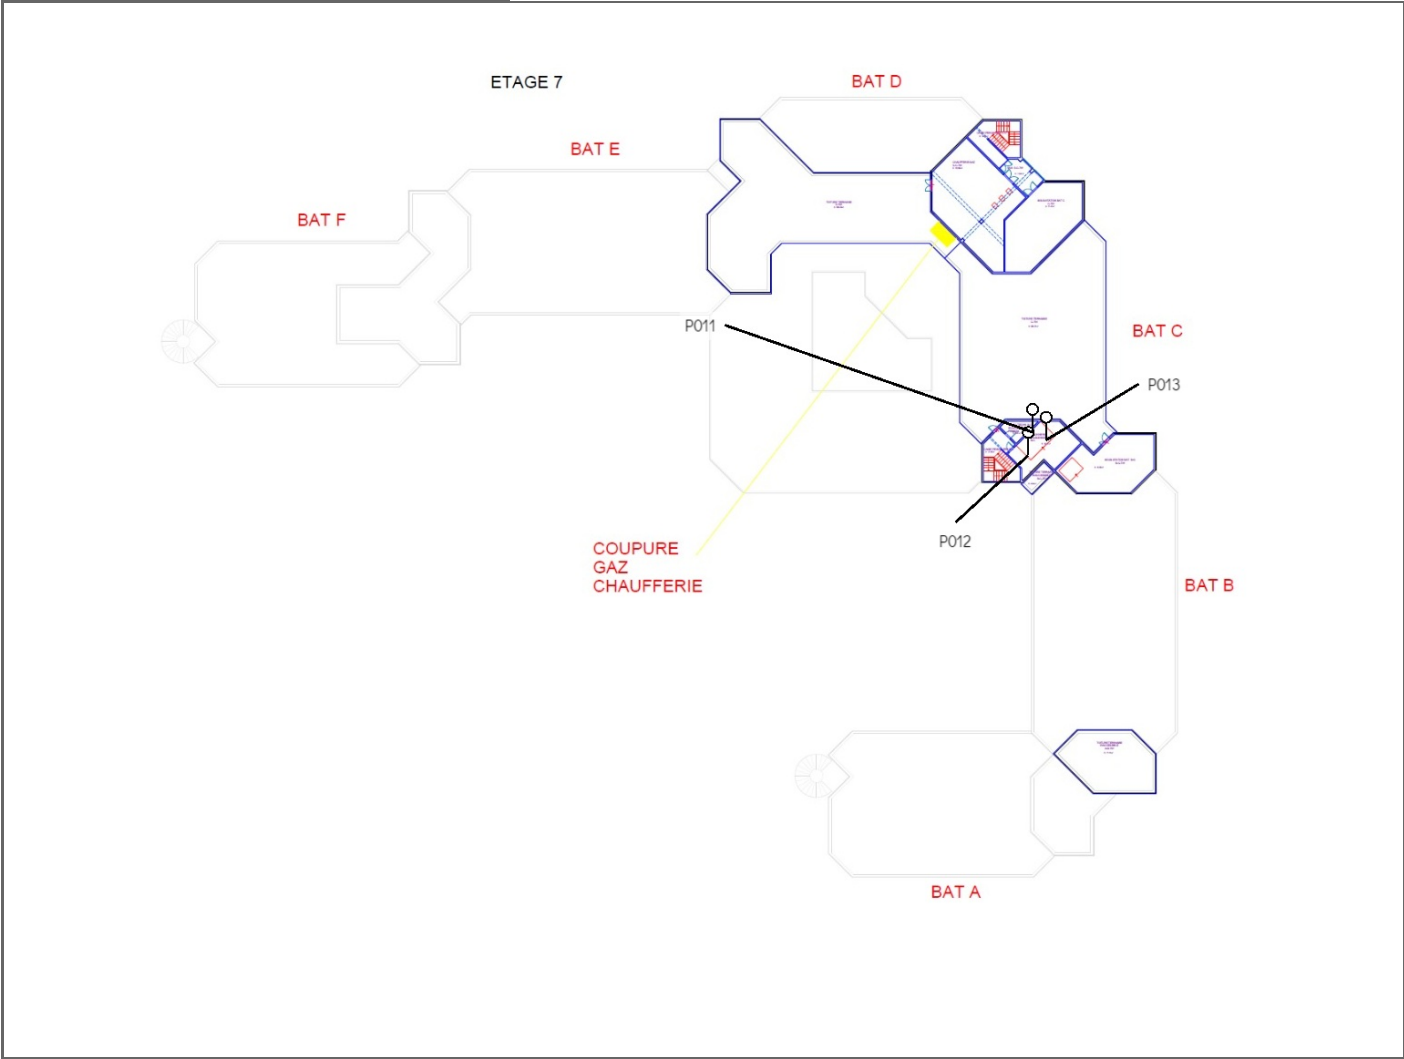 ETAGE 7
BAT D
BAT E
BAT F
P011
BAT C
P013
P012
COUPURE
GAZ
CHAUFFERIE
BAT B
BAT A